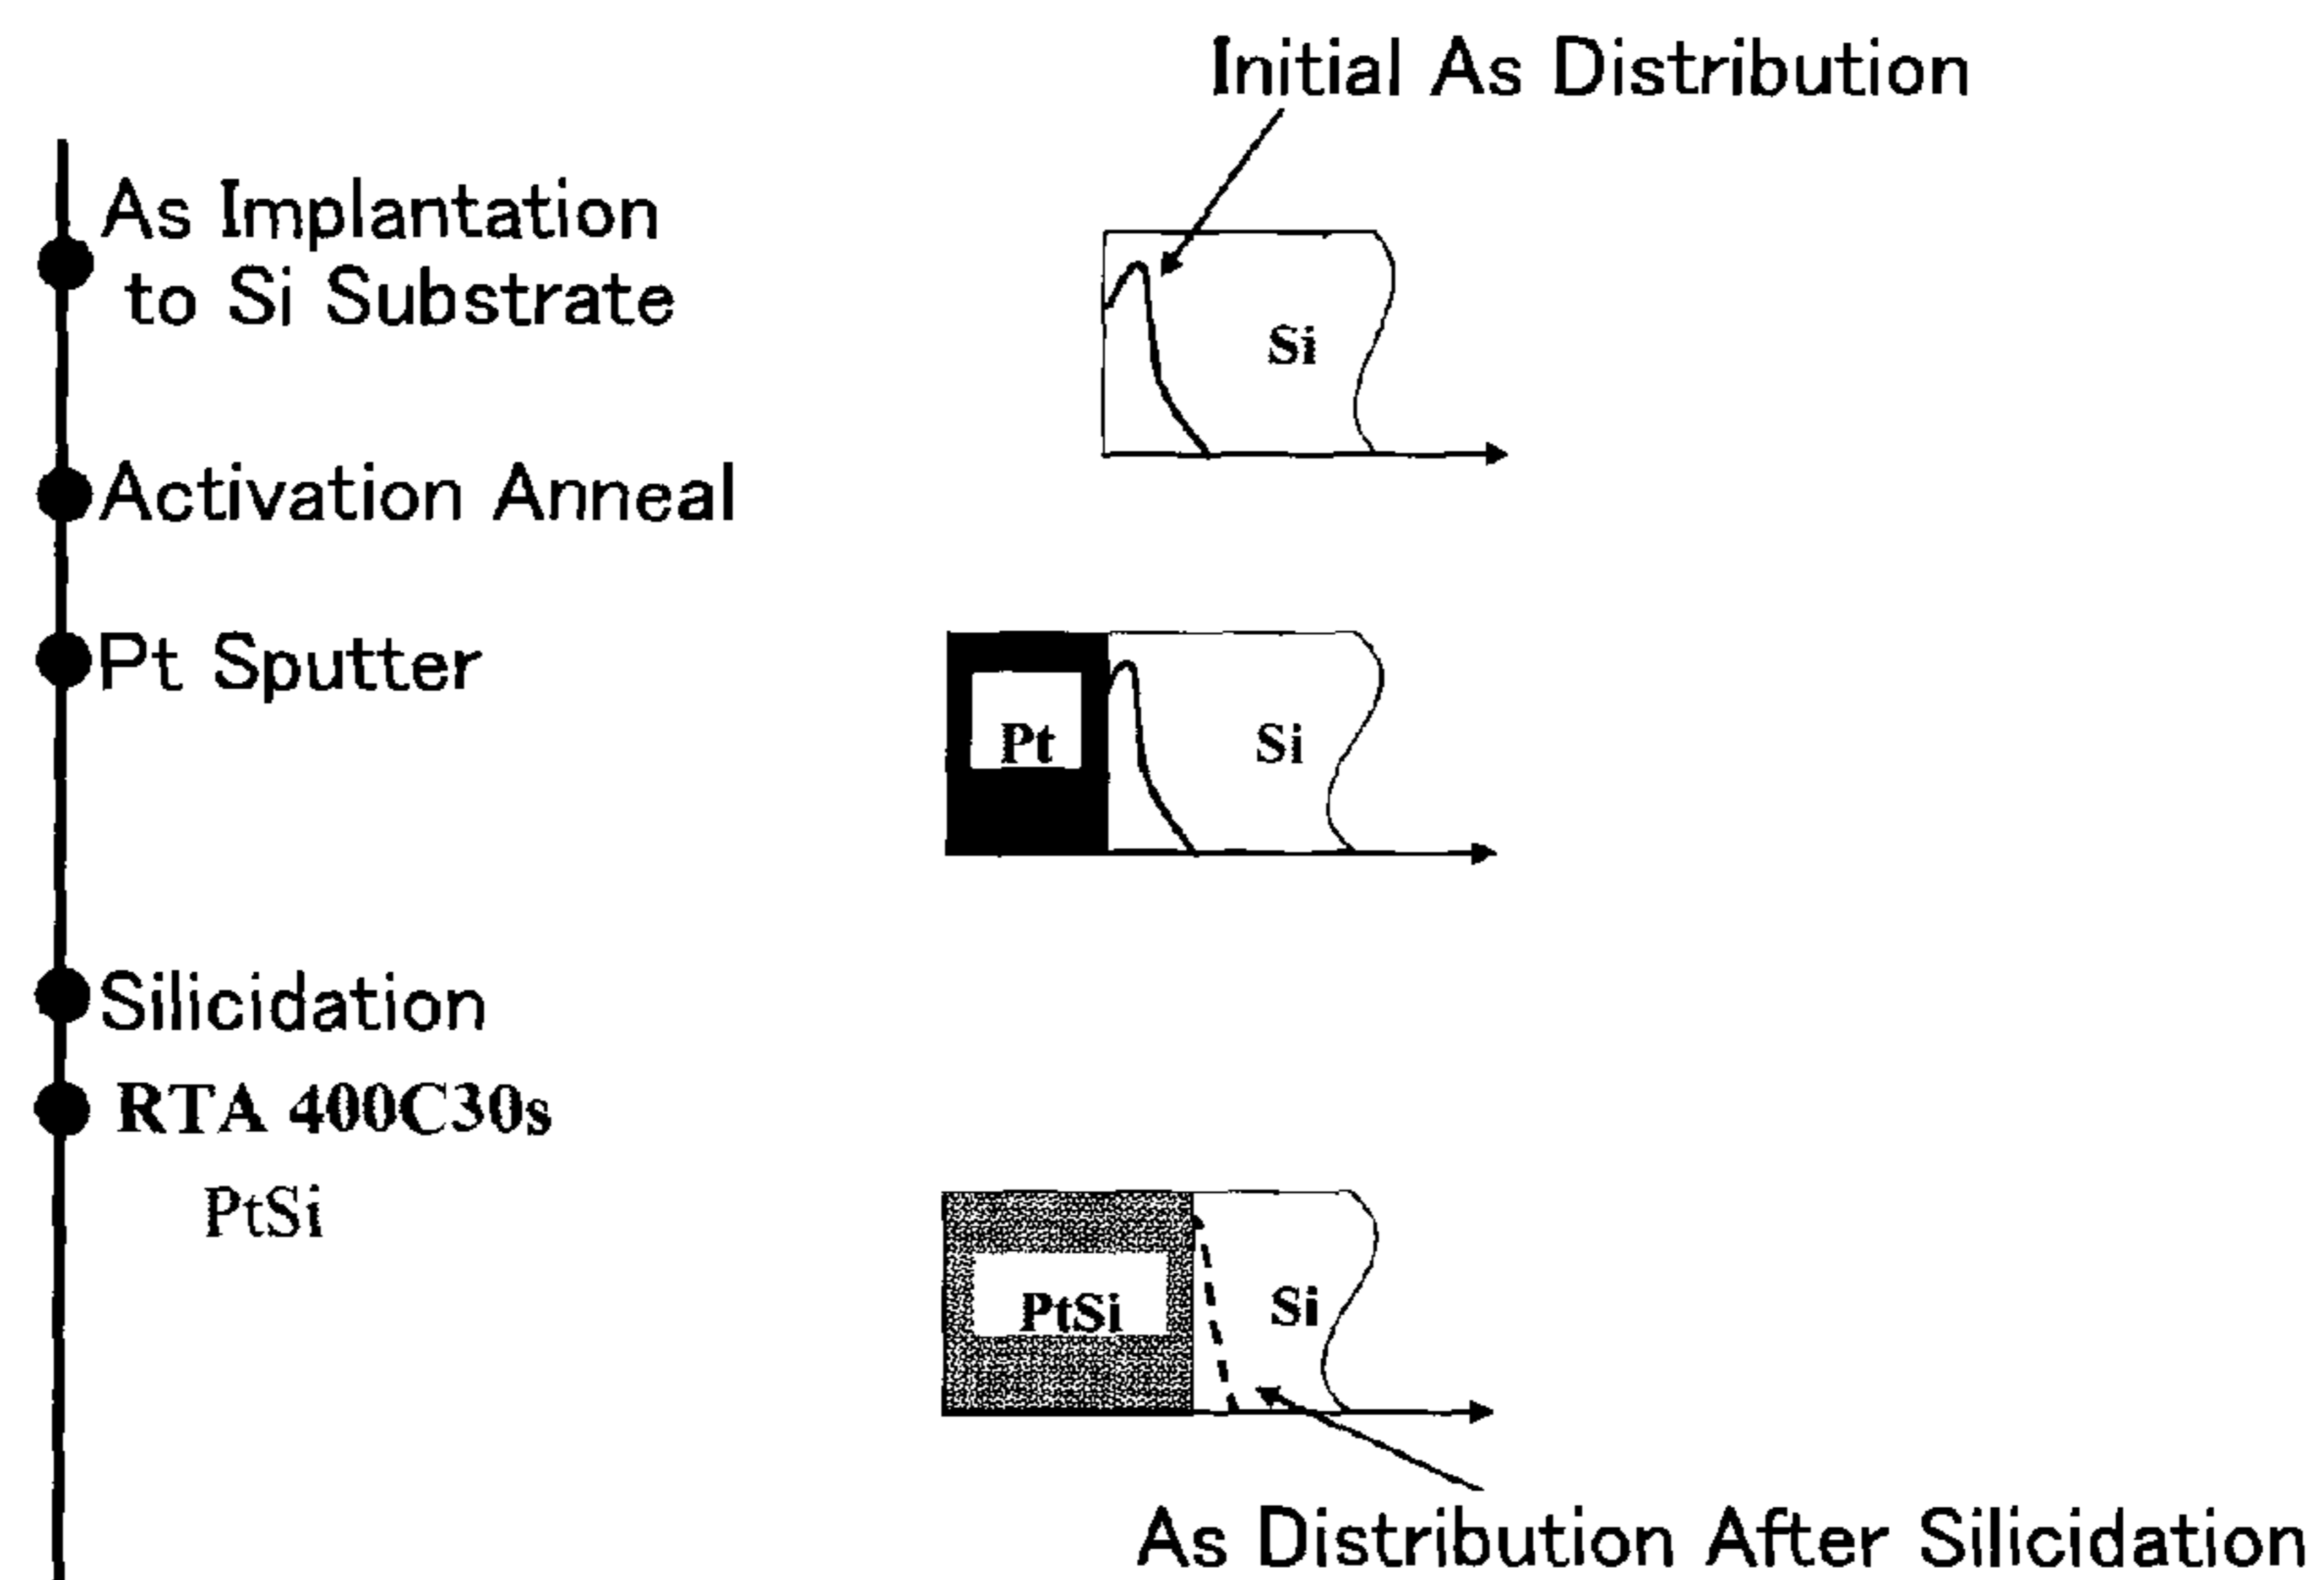 Initial As Distribution
As Implantation
to Si Substrate
Si
Activation Anneal
Pt Sputter
Pt
Si
Silicidation
RTA 400C30s
PtSi
PtSi
Si
As Distribution After Silicidation